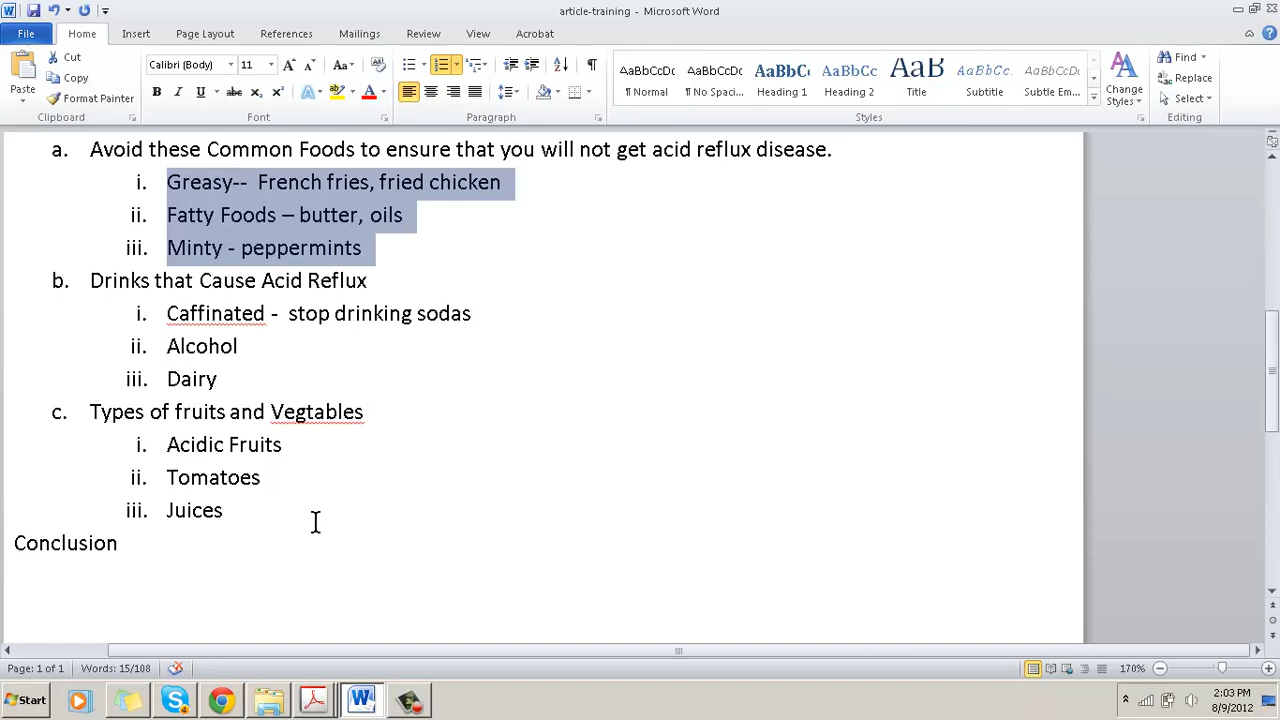 article-training - Microsoft Word
File Home Insert Page Layout References Mailings Review View Acrobat
Paste
Cut
Copy
Format Painter
Clipboard
Calibri (Body) 11
Font
Paragraph
AaBbCcDc AaBbCcDc AaBbC AaBbCc AaB AaBbCc. AaBbCcDc
¶ Normal ¶ No Spaci... Heading 1 Heading 2 Title Subtitle Subtle Em...
Change Styles
Styles
Find
Replace
Select
Editing
a. Avoid these Common Foods to ensure that you will not get acid reflux disease.
i. Greasy-- French fries, fried chicken
ii. Fatty Foods – butter, oils
iii. Minty - peppermints
b. Drinks that Cause Acid Reflux
i. Caffinated - stop drinking sodas
ii. Alcohol
iii. Dairy
c. Types of fruits and Vegtables
i. Acidic Fruits
ii. Tomatoes
iii. Juices
Conclusion
Page: 1 of 1 Words: 15/108 170%
Start 2:03 PM
8/9/2012